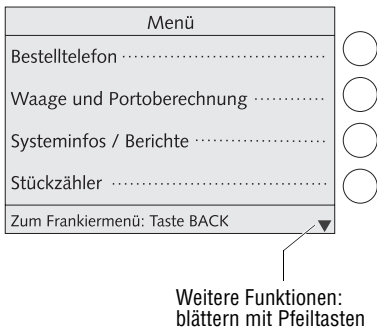 Menü
Bestelltelefon
Waage und Portoberechnung
Systeminfos / Berichte
Stückzähler
Zum Frankiermenü: Taste BACK
Weitere Funktionen:
blättern mit Pfeiltasten